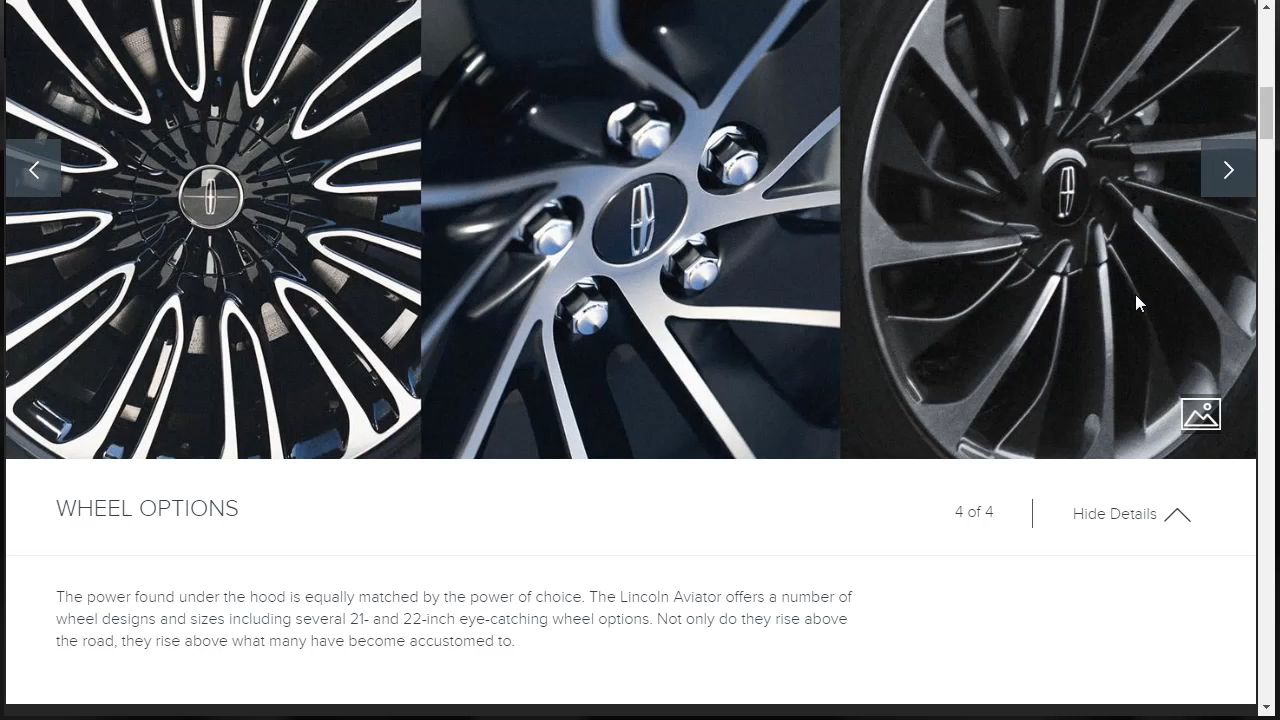 WHEEL OPTIONS
4 of 4
Hide Details
The power found under the hood is equally matched by the power of choice. The Lincoln Aviator offers a number of
wheel designs and sizes including several 21- and 22-inch eye-catching wheel options. Not only do they rise above
the road, they rise above what many have become accustomed to.